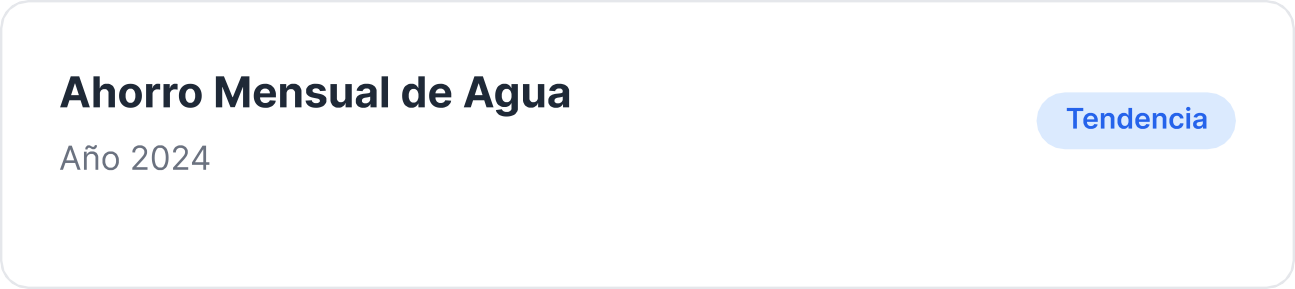 Ahorro Mensual de Agua
Año 2024
Tendencia